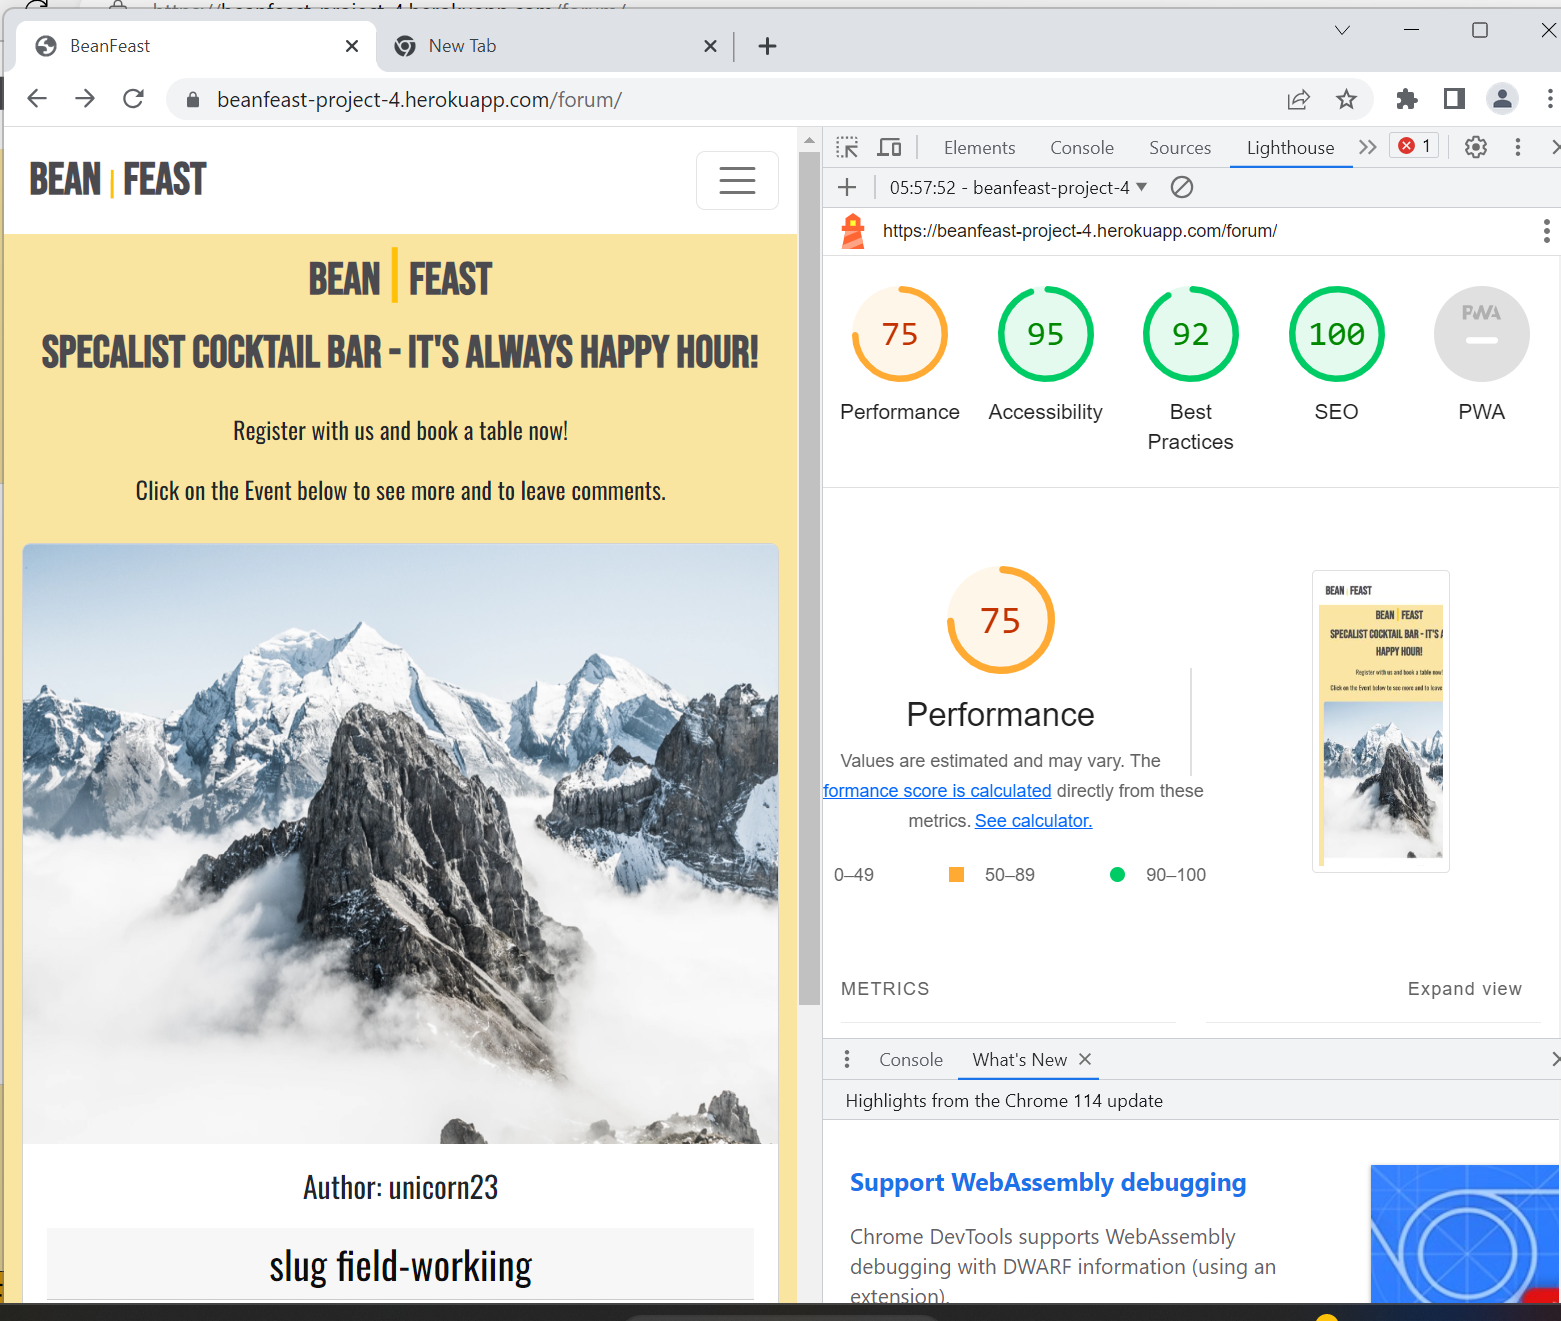 BeanFeast
New Tab
beanfeast-project-4.herokuapp.com/forum/
BEAN | FEAST
BEAN | FEAST
SPECALIST COCKTAIL BAR - IT'S ALWAYS HAPPY HOUR!
Register with us and book a table now!
Click on the Event below to see more and to leave comments.
Author: unicorn23
slug field-workiing
Elements Console Sources Lighthouse 1
05:57:52 - beanfeast-project-4
https://beanfeast-project-4.herokuapp.com/forum/
75 95 92 100 PWA
Performance Accessibility Best Practices SEO PWA
75
Performance
Values are estimated and may vary. The
formance score is calculated directly from these
metrics. See calculator.
0–49 50–89 90–100
BEAN | FEAST
BEAN | FEAST
SPECALIST COCKTAIL BAR - IT'S A
HAPPY HOUR!
Register with us and book a table now!
Click on the Event below to see more and to leave
METRICS
Expand view
Console What's New
Highlights from the Chrome 114 update
Support WebAssembly debugging
Chrome DevTools supports WebAssembly
debugging with DWARF information (using an
extension).